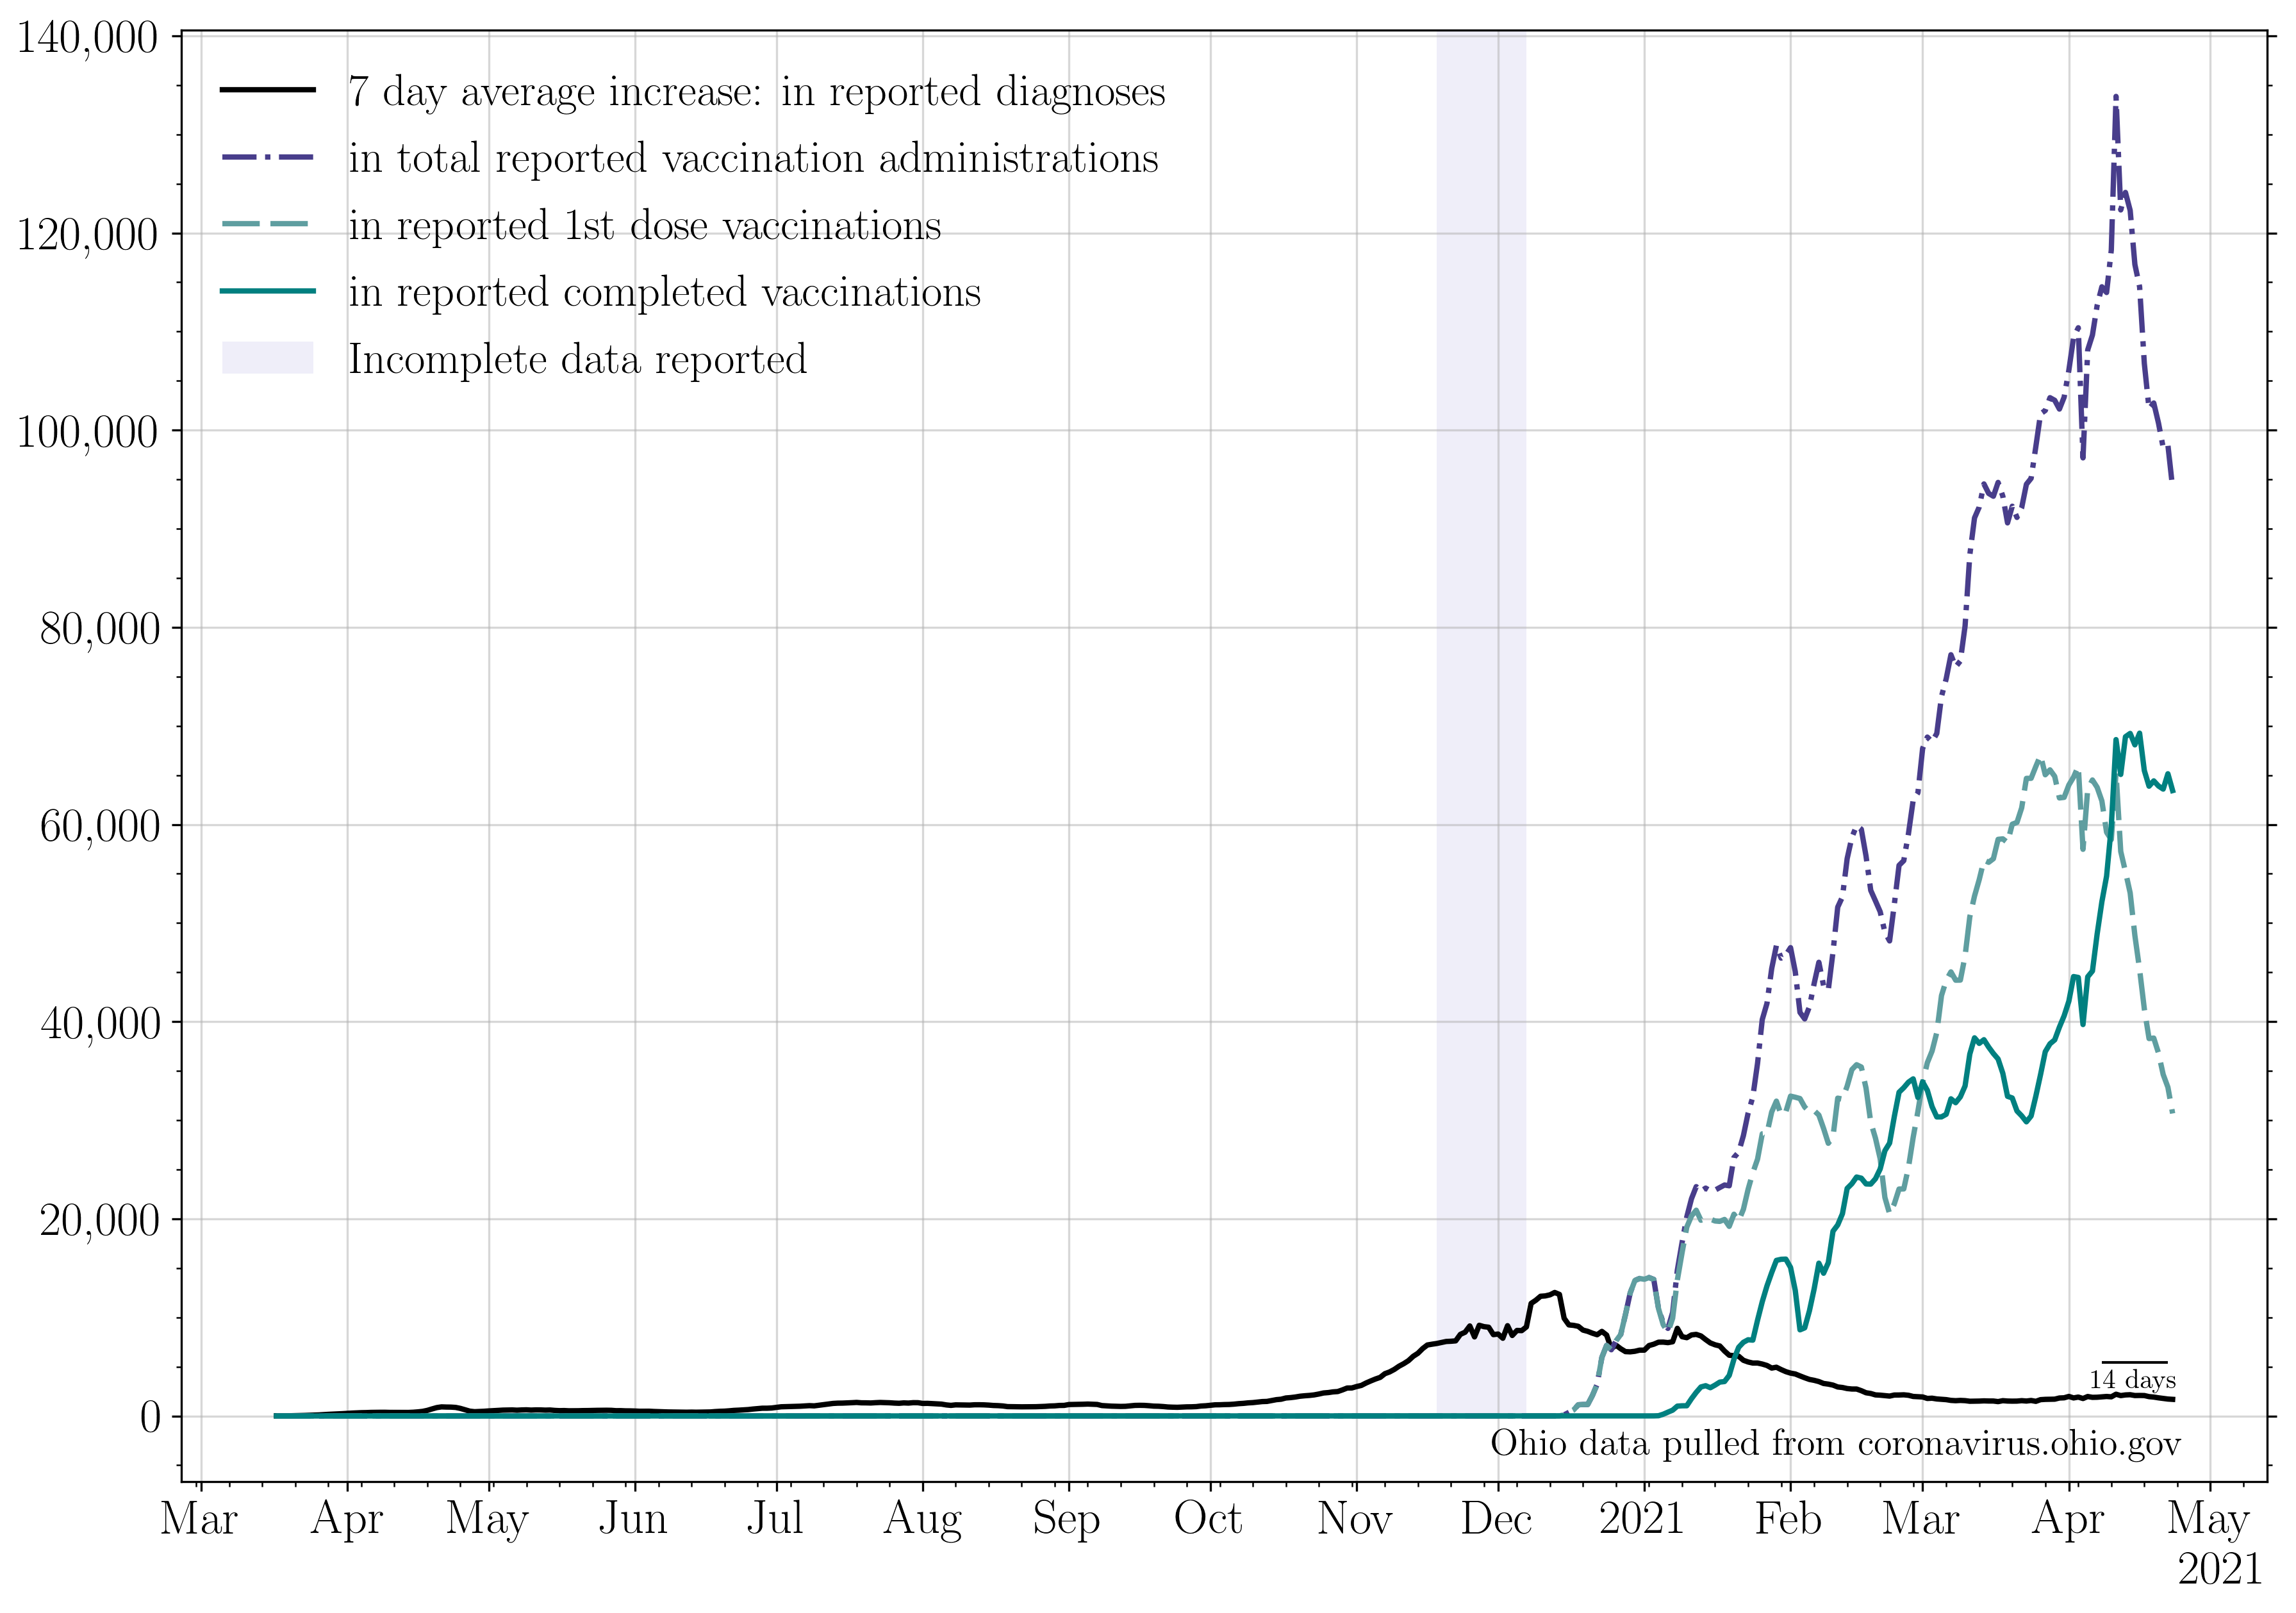 140,000
120,000
100,000
80,000
60,000
40,000
20,000
0
7 day average increase: in reported diagnoses
in total reported vaccination administrations
in reported 1st dose vaccinations
in reported completed vaccinations
Incomplete data reported
14 days
Ohio data pulled from coronavirus.ohio.gov
Mar Apr May Jun Jul Aug Sep Oct Nov Dec 2021 Feb Mar Apr May
2021